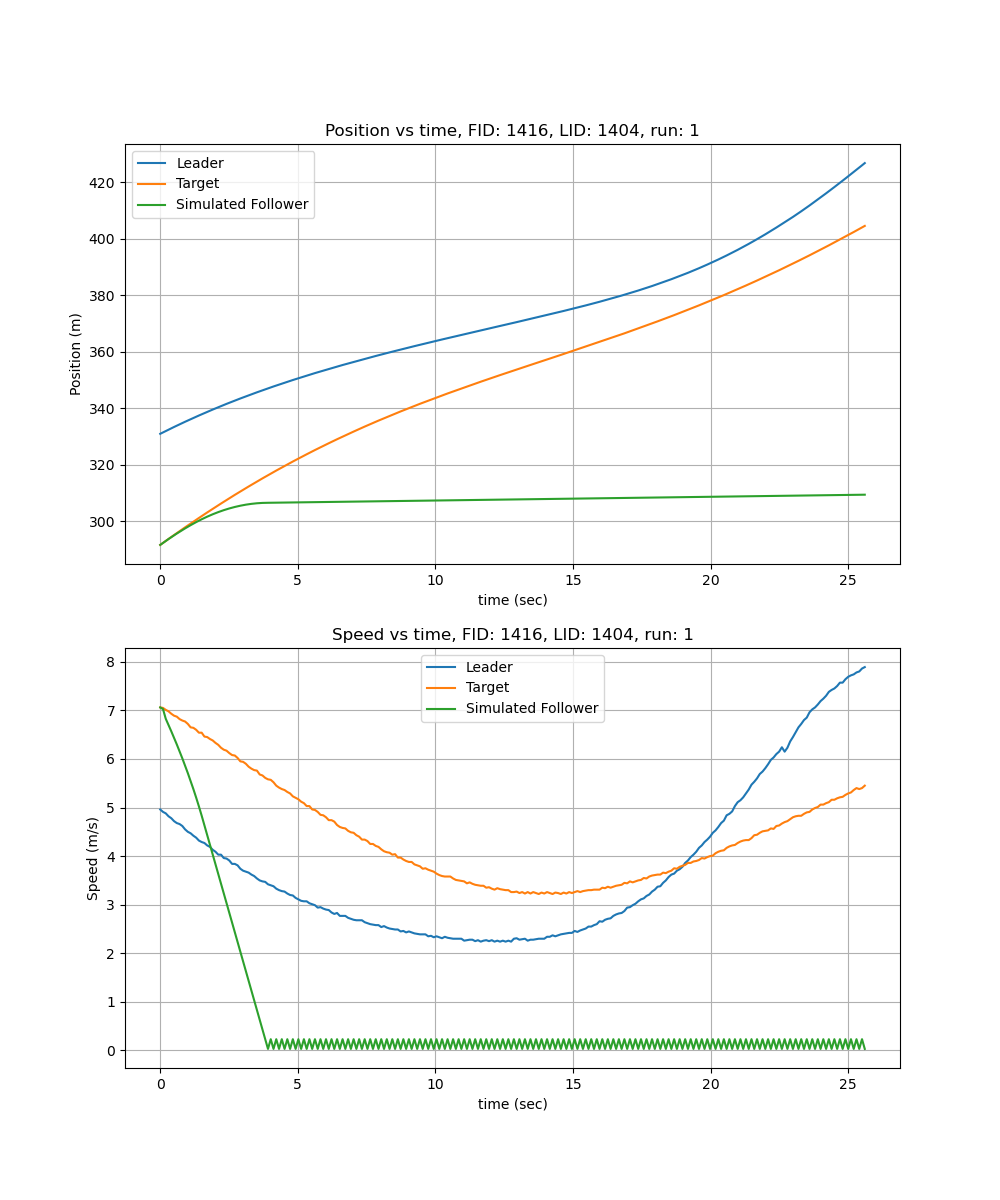 Position vs time, FID: 1416, LID: 1404, run: 1
Leader
Target
Simulated Follower
420
400
380
360
340
320
300
Position (m)
0 5 10 15 20 25
time (sec)
Speed vs time, FID: 1416, LID: 1404, run: 1
Leader
Target
Simulated Follower
8
7
6
5
4
3
2
1
0
Speed (m/s)
0 5 10 15 20 25
time (sec)